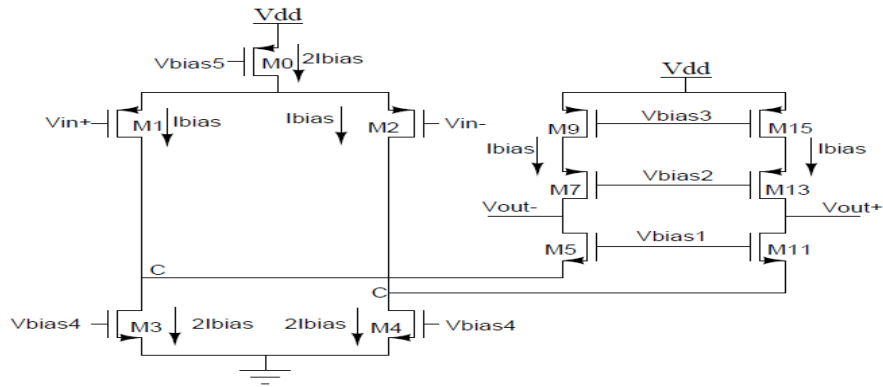 Vdd
Vbias5 M0 2Ibias
Vdd
Vin+ M1 Ibias Ibias M2 Vin-
M9 Vbias3 M15
Ibias Ibias
M7 Vbias2 M13
Vout- Vout+
M5 Vbias1 M11
C
C
Vbias4 M3 2Ibias 2Ibias M4 Vbias4